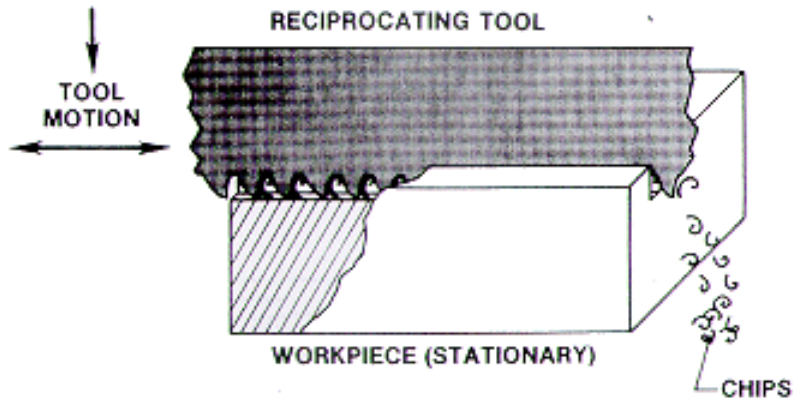 RECIPROCATING TOOL
TOOL
MOTION
WORKPIECE (STATIONARY)
CHIPS